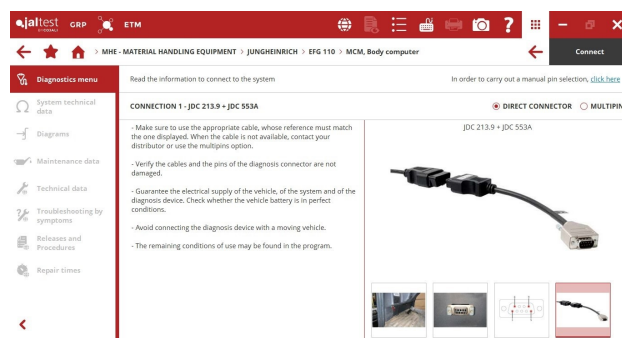 jaltest GRP ETM
MHE - MATERIAL HANDLING EQUIPMENT > JUNGHEINRICH > EFG 110 > MCM, Body computer
Connect
Diagnostics menu
Read the information to connect to the system
In order to carry out a manual pin selection, click here
System technical
data
CONNECTION 1 - JDC 213.9 + JDC 553A
DIRECT CONNECTOR
MULTIPIN
Diagrams
- Make sure to use the appropriate cable, whose reference must match
the one displayed. When the cable is not available, contact your
distributor or use the multipins option.
JDC 213.9 + JDC 553A
Maintenance data
- Verify the cables and the pins of the diagnosis connector are not
damaged.
Technical data
- Guarantee the electrical supply of the vehicle, of the system and of the
diagnosis device. Check whether the vehicle battery is in perfect
conditions.
Troubleshooting by
symptoms
- Avoid connecting the diagnosis device with a moving vehicle.
Releases and
Procedures
- The remaining conditions of use may be found in the program.
Repair times